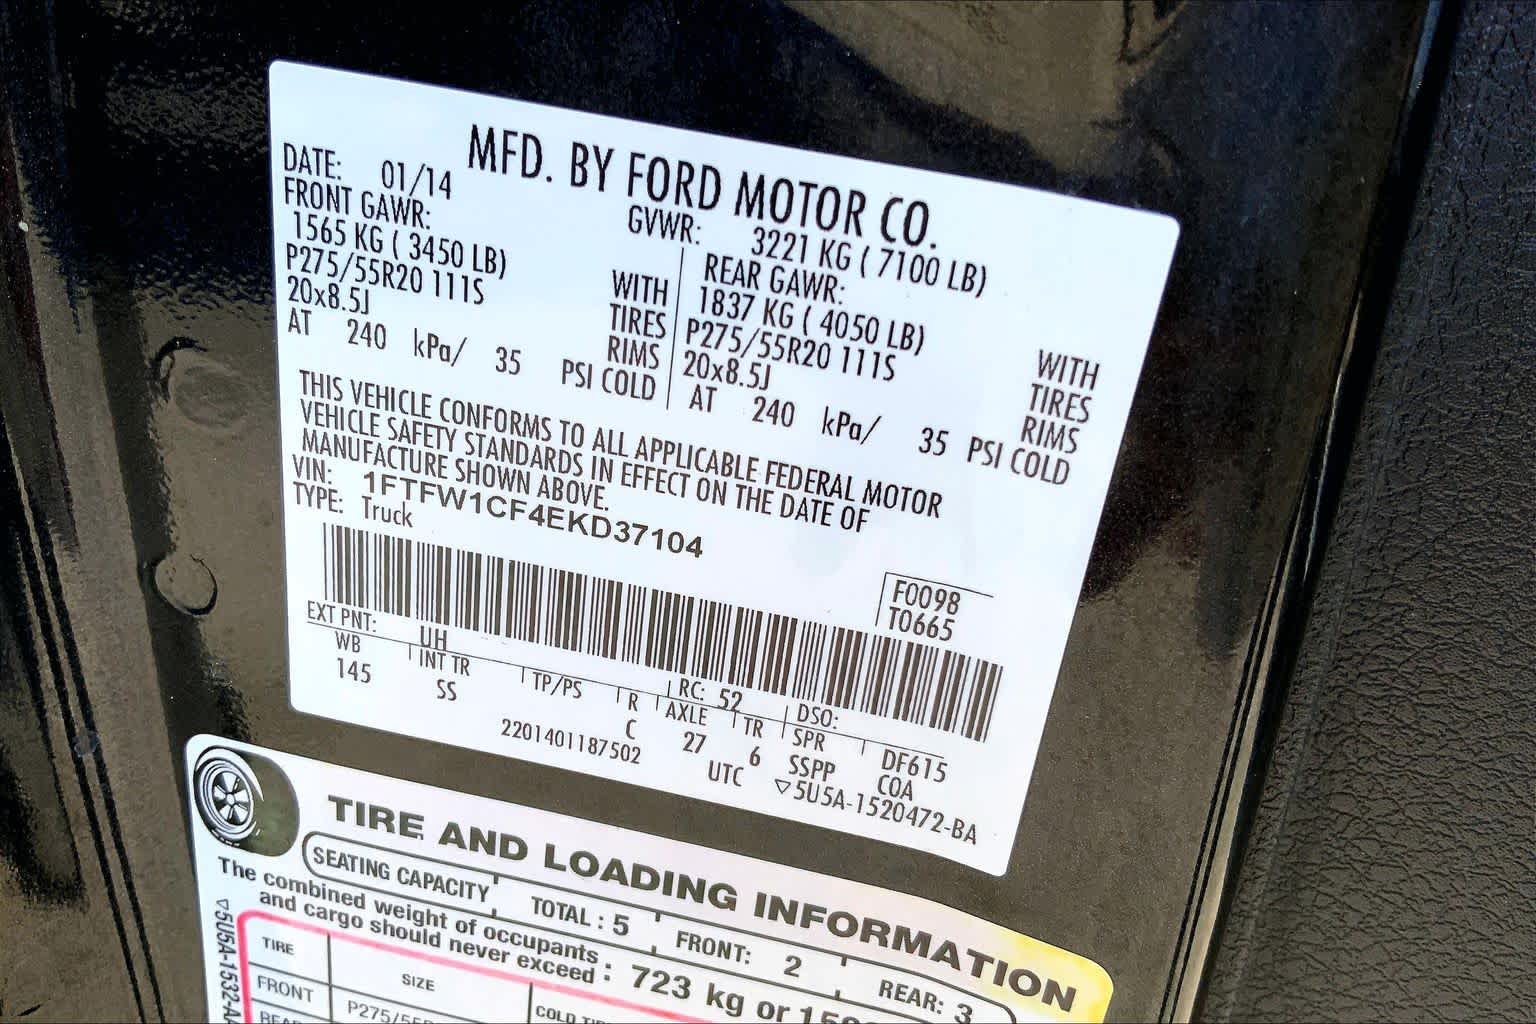 MFD. BY FORD MOTOR CO.
DATE: 01/14 GVWR: 3221 KG ( 7100 LB)
FRONT GAWR: REAR GAWR:
1565 KG ( 3450 LB) WITH 1837 KG ( 4050 LB) WITH
P275/55R20 111S TIRES P275/55R20 111S TIRES
20x8.5J RIMS 20x8.5J RIMS
AT 240 kPa/ 35 PSI COLD AT 240 kPa/ 35 PSI COLD
THIS VEHICLE CONFORMS TO ALL APPLICABLE FEDERAL MOTOR
VEHICLE SAFETY STANDARDS IN EFFECT ON THE DATE OF
MANUFACTURE SHOWN ABOVE.
VIN: 1FTFW1CF4EKD37104
TYPE: Truck
F0098
T0665
EXT PNT: UH RC: 52 DSO:
WB INT TR TP/PS R AXLE TR SPR DF615
145 SS C 27 6 SSPP COA
2201401187502 UTC ▽5U5A-1520472-BA
TIRE AND LOADING INFORMATION
SEATING CAPACITY TOTAL : 5 FRONT: 2 REAR: 3
The combined weight of occupants
and cargo should never exceed : 723 kg or
▽5U5A-1532
TIRE SIZE COLD
FRONT P275/55